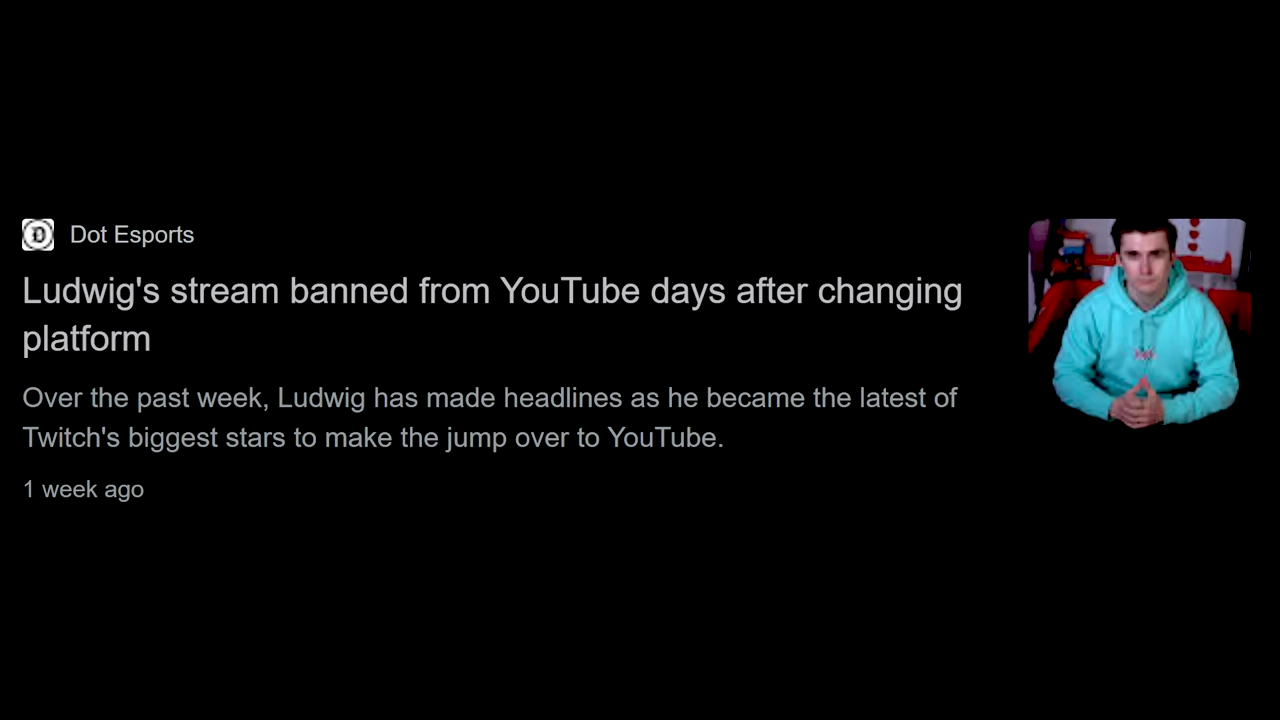 Dot Esports
Ludwig's stream banned from YouTube days after changing
platform
Over the past week, Ludwig has made headlines as he became the latest of
Twitch's biggest stars to make the jump over to YouTube.
1 week ago